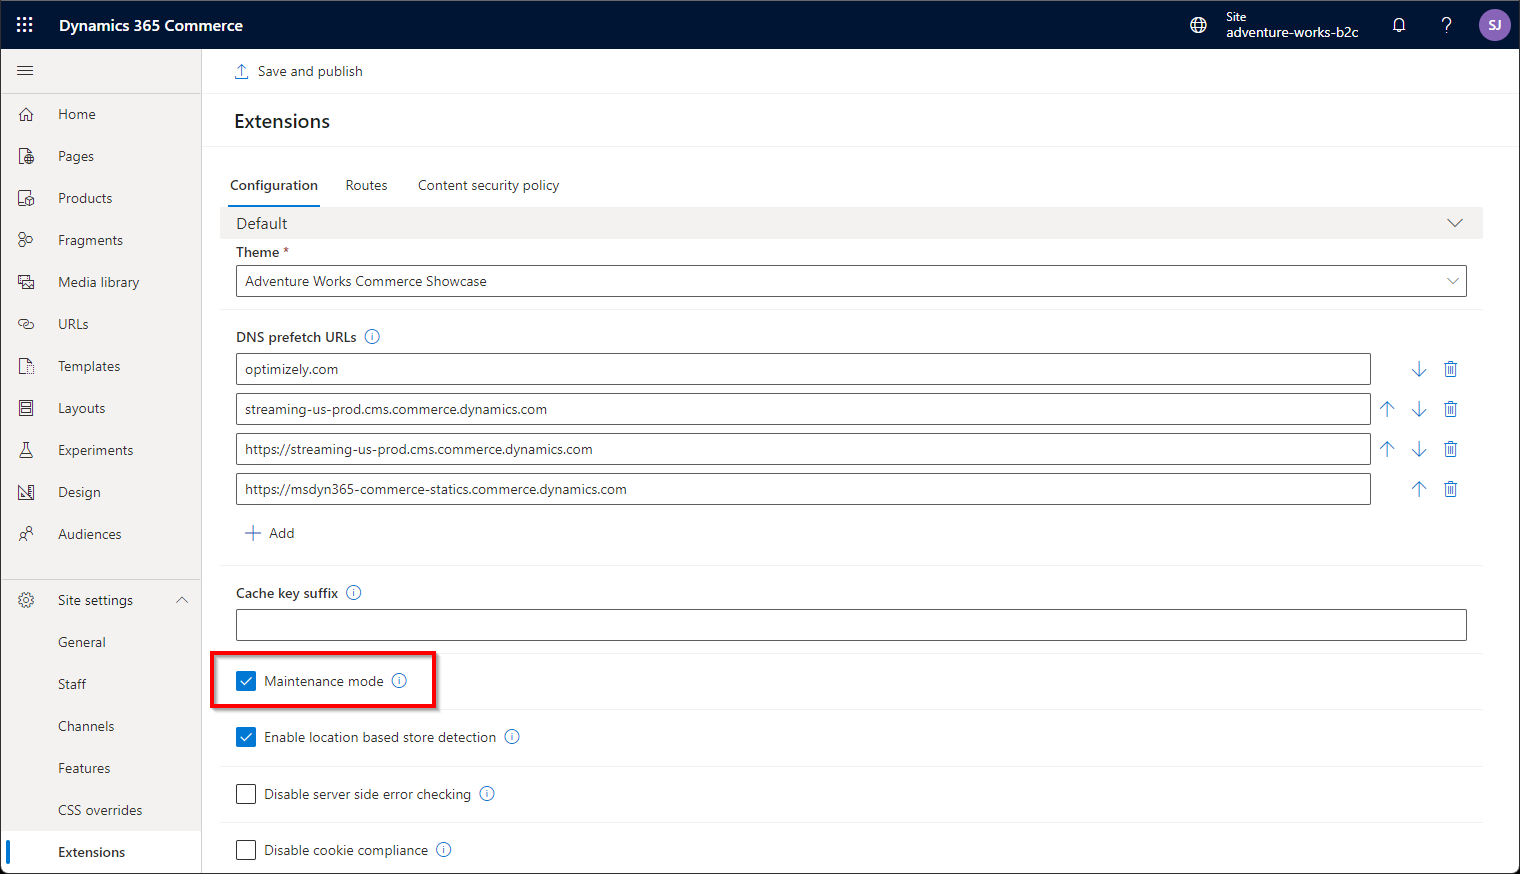 Dynamics 365 Commerce
Site
adventure-works-b2c
?
SJ
Save and publish
Home
Pages
Products
Fragments
Media library
URLs
Templates
Layouts
Experiments
Design
Audiences
Site settings
General
Staff
Channels
Features
CSS overrides
Extensions
Extensions
Configuration Routes Content security policy
Default
Theme *
Adventure Works Commerce Showcase
DNS prefetch URLs
optimizely.com
streaming-us-prod.cms.commerce.dynamics.com
https://streaming-us-prod.cms.commerce.dynamics.com
https://msdyn365-commerce-statics.commerce.dynamics.com
Add
Cache key suffix
Maintenance mode
Enable location based store detection
Disable server side error checking
Disable cookie compliance